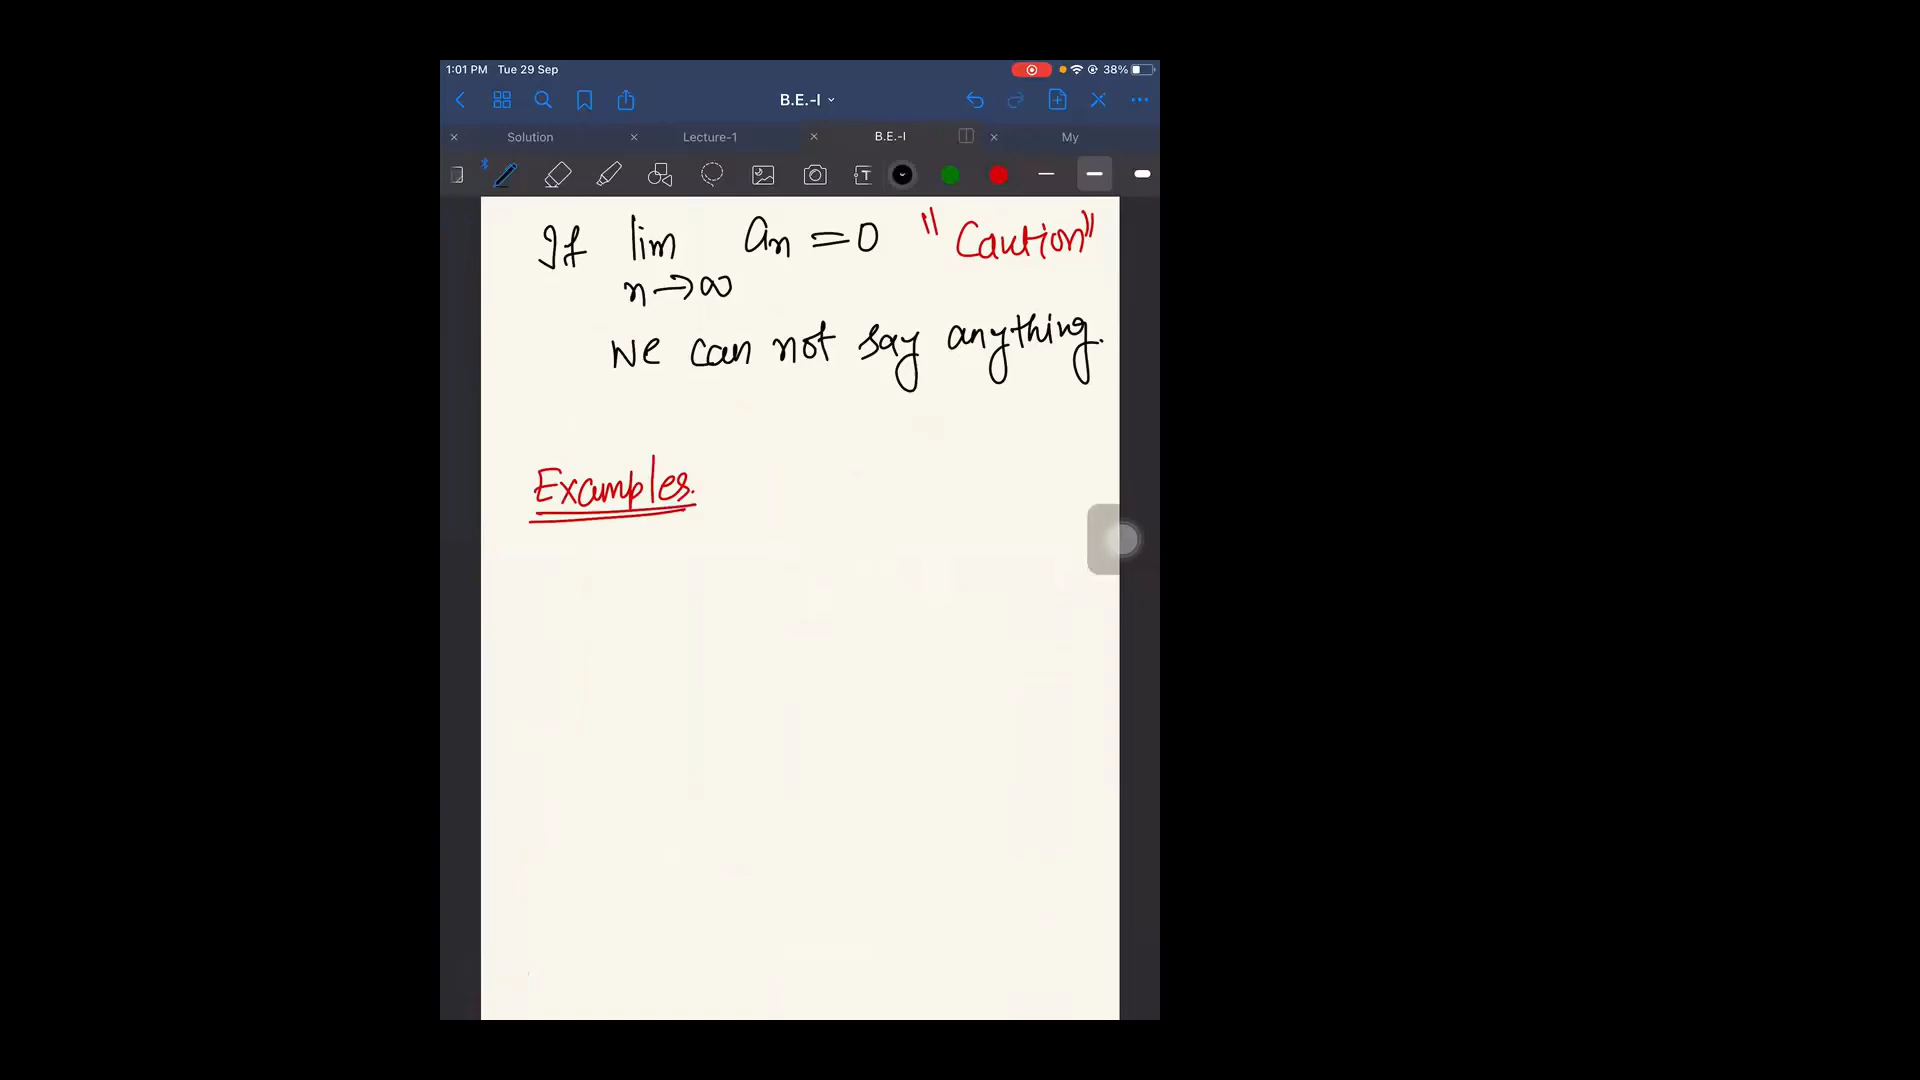 1:01 PM Tue 29 Sep 38%
B.E.-I
Solution Lecture-1 B.E.-I My
If lim an = 0 "Caution"
n→∞
we can not say anything.
Examples.